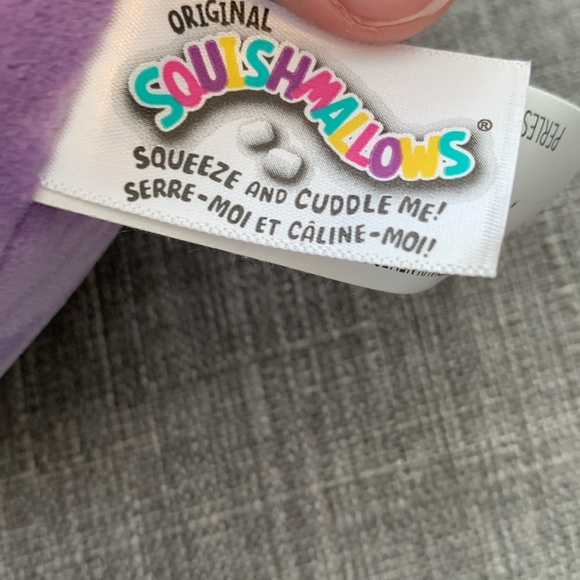 ORIGINAL
SQUISHMALLOWS®
SQUEEZE AND CUDDLE ME!
SERRE-MOI ET CÂLINE-MOI!
PERLES